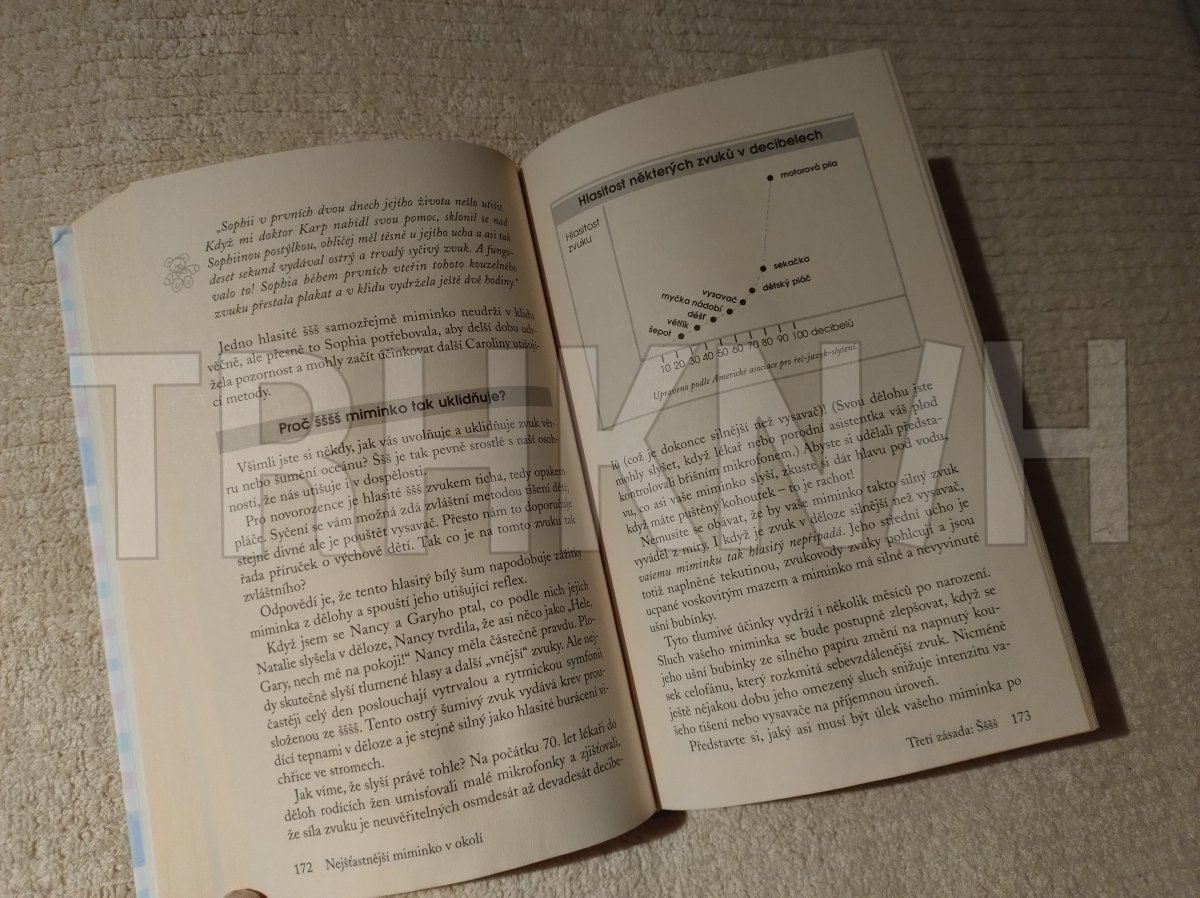 „Sophii v prvních dvou dnech jejího života nešlo utišit.
Když mi doktor Karp nabídl svou pomoc, sklonil se nad
Sophiinou postýlkou, obličej měl těsně u jejího ucha a asi tak
deset sekund vydával ostrý a trvalý syčivý zvuk. A fungo-
valo to! Sophia během prvních vteřin tohoto kouzelného
zvuku přestala plakat a v klidu vydržela ještě dvě hodiny.“
Jedno hlasité ššš samozřejmě miminko neudrží v klidu
věčně, ale přesně to Sophia potřebovala, aby delší dobu udr-
žela pozornost a mohly začít účinkovat další Caroliny utišují-
cí metody.
Proč šššš miminko tak uklidňuje?
Všimli jste si někdy, jak vás uvolňuje a uklidňuje zvuk vět-
ru nebo šumění oceánu? Ššš je tak pevně srostlé s naší osob-
ností, že nás utišuje i v dospělosti.
Pro novorozence je hlasité ššš zvukem ticha, tedy opakem
pláče. Syčení se vám možná zdá zvláštní metodou tišení dětí,
stejně divné ale je pouštět vysavač. Přesto nám to doporučuje
řada příruček o výchově dětí. Tak co je na tomto zvuku tak
zvláštního?
Odpovědí je, že tento hlasitý bílý šum napodobuje zážitky
miminka z dělohy a spouští jeho utišující reflex.
Když jsem se Nancy a Garyho ptal, co podle nich jejich
Natalie slyšela v děloze, Nancy tvrdila, že asi něco jako „Hele,
Gary, nech mě na pokoji!“ Nancy měla částečně pravdu. Plo-
dy skutečně slyší tlumené hlasy a další „vnější“ zvuky. Ale nej-
častěji celý den poslouchají vytrvalou a rytmickou symfonii
složenou ze šššš. Tento ostrý šumivý zvuk vydává krev prou-
dící tepnami v děloze a je stejně silný jako hlasité burácení vi-
chřice ve stromech.
Jak víme, že slyší právě tohle? Na počátku 70. let lékaři do
děloh rodících žen umisťovali malé mikrofonky a zjišťovali,
že síla zvuku je neuvěřitelných osmdesát až devadesát decibe-
172 Nejšťastnější miminko v okolí
Hlasitost některých zvuků v decibelech
Hlasitost
zvuku
motorová pila
sekačka
dětský pláč
vysavač
myčka nádobí
déšť
větřík
šepot
10 20 30 40 50 60 70 80 90 100 decibelů
Upraveno podle Americké asociace pro řeč-jazyk-slyšení.
lů (což je dokonce silnější než vysavač)! (Svou dělohu jste
mohly slyšet, když lékař nebo porodní asistentka váš plod
kontrolovali břišním mikrofonem.) Abyste si udělali předsta-
vu, co asi vaše miminko slyší, zkuste si dát hlavu pod vodu,
když máte puštěný kohoutek – to je rachot!
Nemusíte se obávat, že by vaše miminko takto silný zvuk
vyváděl z míry. I když je zvuk v děloze silnější než vysavač,
vašemu miminku tak hlasitý nepřipadá. Jeho střední ucho je
totiž naplněné tekutinou, zvukovody zvuky pohlcují a jsou
ucpané voskovitým mazem a miminko má silné a nevyvinuté
ušní bubínky.
Tyto tlumivé účinky vydrží i několik měsíců po narození.
Sluch vašeho miminka se bude postupně zlepšovat, když se
jeho ušní bubínky ze silného papíru změní na napnutý kou-
sek celofánu, který rozkmitá sebevzdálenější zvuk. Nicméně
ještě nějakou dobu jeho omezený sluch snižuje intenzitu va-
šeho tišení nebo vysavače na příjemnou úroveň.
Představte si, jaký asi musí být úlek vašeho miminka po
Třetí zásada: Šššš 173
TRHKNIH